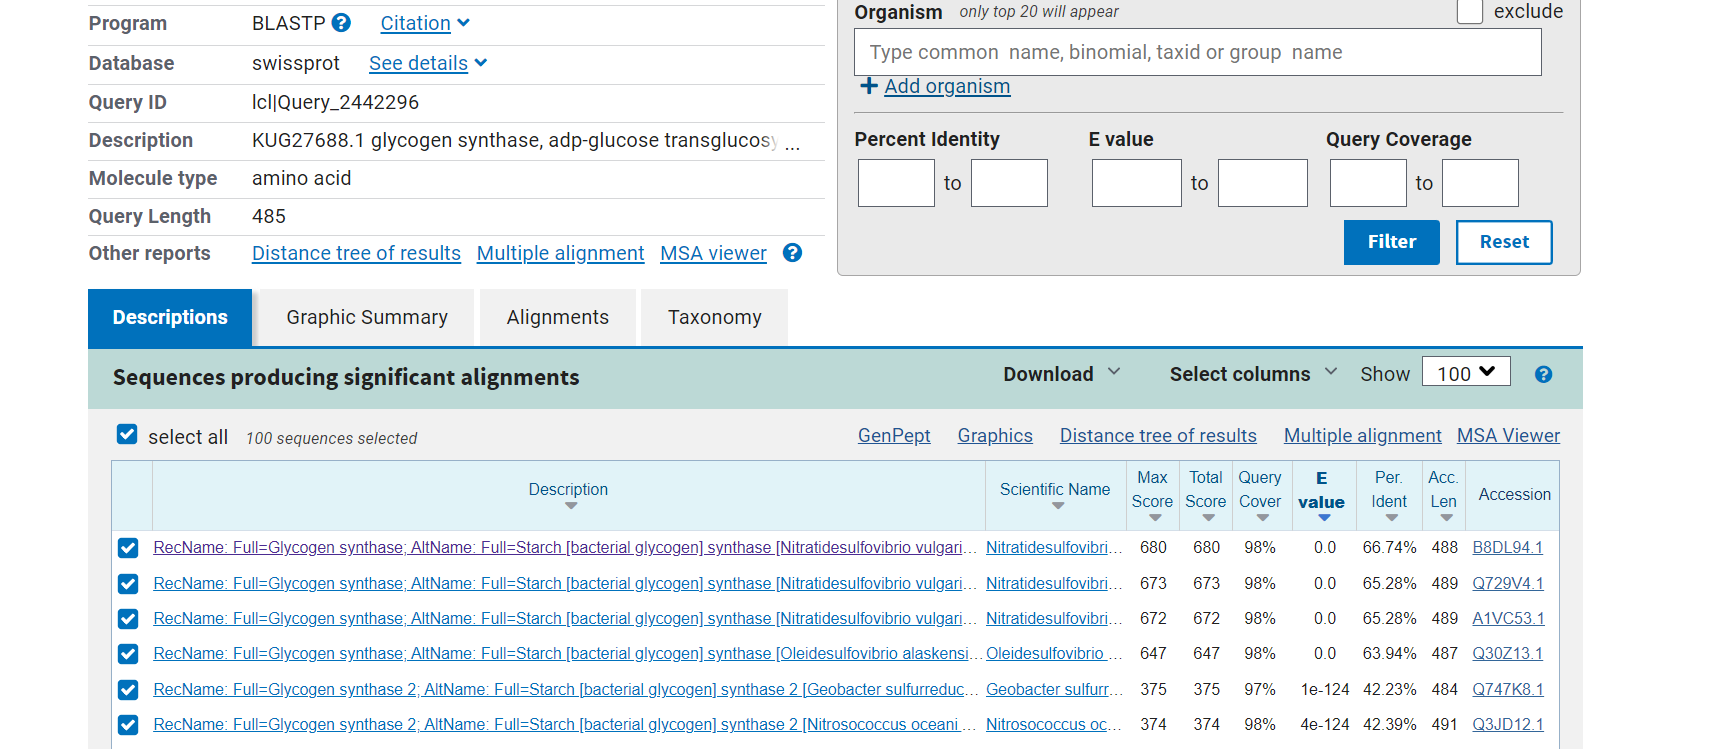 Program BLASTP ? Citation
Database swissprot See details
Query ID lcl|Query_2442296
Description KUG27688.1 glycogen synthase, adp-glucose transglucosy ...
Molecule type amino acid
Query Length 485
Other reports Distance tree of results Multiple alignment MSA viewer ?
Organism only top 20 will appear exclude
Type common name, binomial, taxid or group name
+ Add organism
Percent Identity E value Query Coverage
to to to
Filter Reset
Descriptions Graphic Summary Alignments Taxonomy
Sequences producing significant alignments Download Select columns Show 100 ?
select all 100 sequences selected GenPept Graphics Distance tree of results Multiple alignment MSA Viewer
Description Scientific Name Max Score Total Score Query Cover E value Per. Ident Acc. Len Accession
RecName: Full=Glycogen synthase; AltName: Full=Starch [bacterial glycogen] synthase [Nitratidesulfovibrio vulgari... Nitratidesulfovibri... 680 680 98% 0.0 66.74% 488 B8DL94.1
RecName: Full=Glycogen synthase; AltName: Full=Starch [bacterial glycogen] synthase [Nitratidesulfovibrio vulgari... Nitratidesulfovibri... 673 673 98% 0.0 65.28% 489 Q729V4.1
RecName: Full=Glycogen synthase; AltName: Full=Starch [bacterial glycogen] synthase [Nitratidesulfovibrio vulgari... Nitratidesulfovibri... 672 672 98% 0.0 65.28% 489 A1VC53.1
RecName: Full=Glycogen synthase; AltName: Full=Starch [bacterial glycogen] synthase [Oleidesulfovibrio alaskensi... Oleidesulfovibrio ... 647 647 98% 0.0 63.94% 487 Q30Z13.1
RecName: Full=Glycogen synthase 2; AltName: Full=Starch [bacterial glycogen] synthase 2 [Geobacter sulfurreduc... Geobacter sulfurr... 375 375 97% 1e-124 42.23% 484 Q747K8.1
RecName: Full=Glycogen synthase 2; AltName: Full=Starch [bacterial glycogen] synthase 2 [Nitrosococcus oceani ... Nitrosococcus oc... 374 374 98% 4e-124 42.39% 491 Q3JD12.1